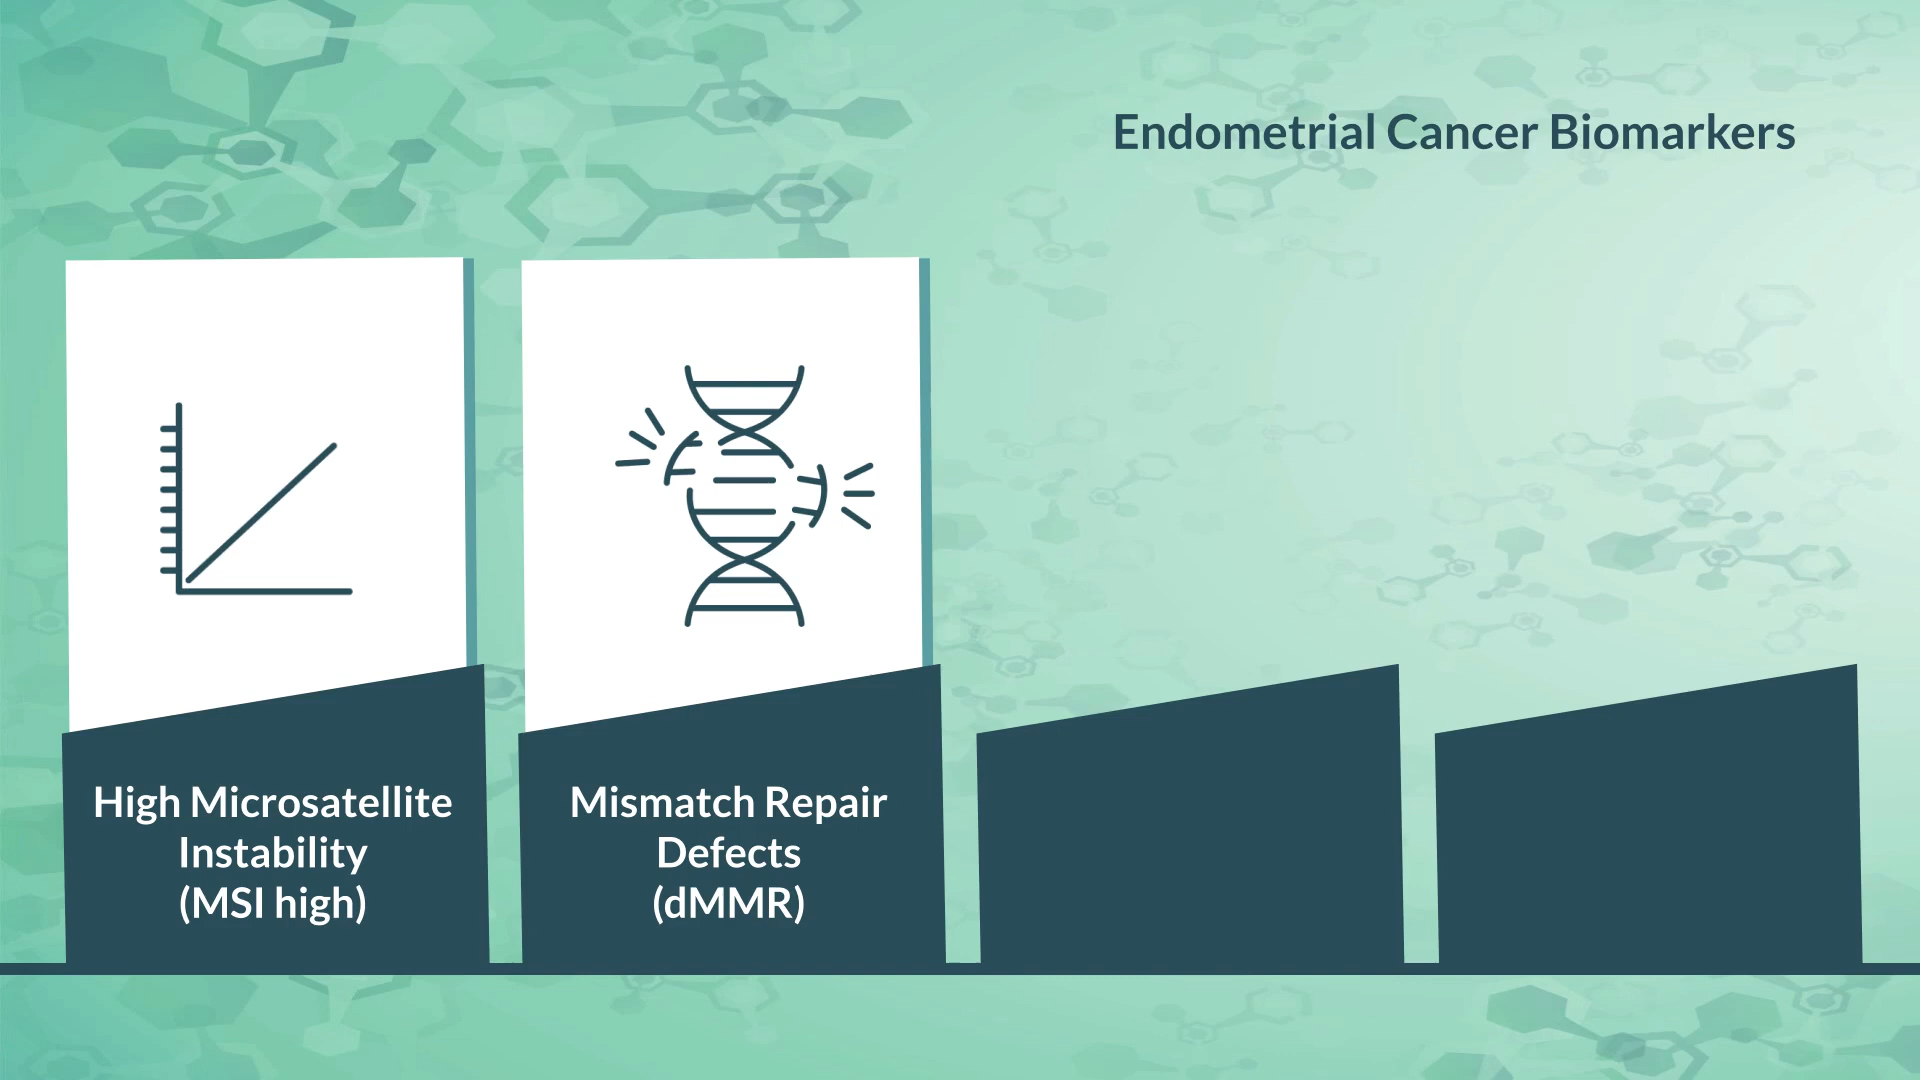 Endometrial Cancer Biomarkers
High Microsatellite
Instability
(MSI high)
Mismatch Repair
Defects
(dMMR)